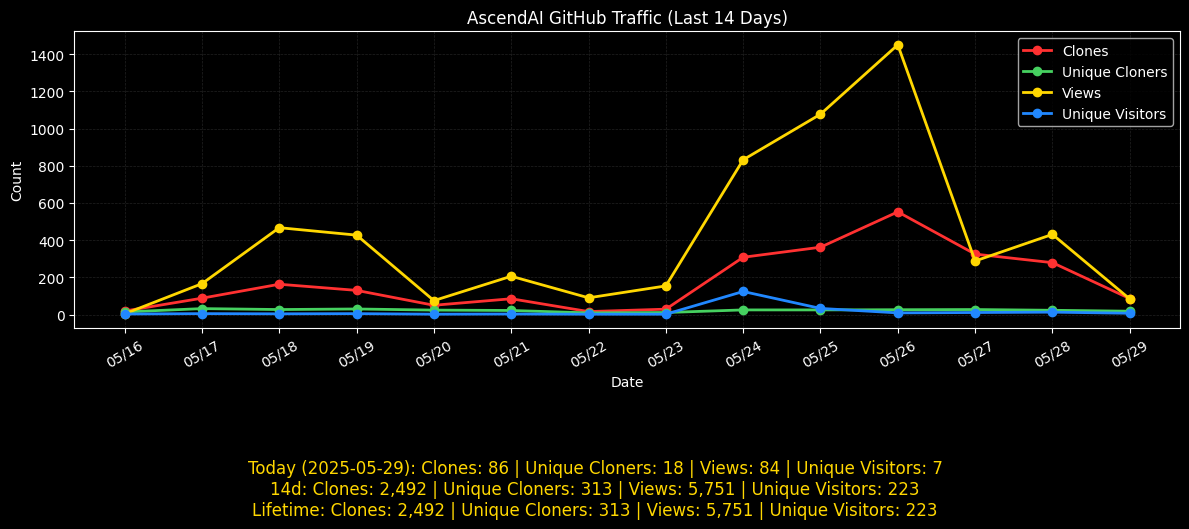 AscendAI GitHub Traffic (Last 14 Days)
Clones
Unique Cloners
Views
Unique Visitors
Count
1400
1200
1000
800
600
400
200
0
05/16
05/17
05/18
05/19
05/20
05/21
05/22
05/23
05/24
05/25
05/26
05/27
05/28
05/29
Date
Today (2025-05-29): Clones: 86 | Unique Cloners: 18 | Views: 84 | Unique Visitors: 7
14d: Clones: 2,492 | Unique Cloners: 313 | Views: 5,751 | Unique Visitors: 223
Lifetime: Clones: 2,492 | Unique Cloners: 313 | Views: 5,751 | Unique Visitors: 223